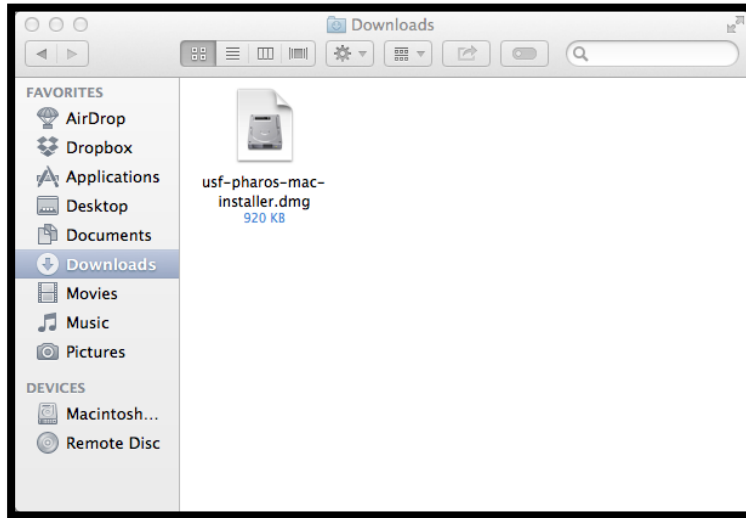 Downloads
FAVORITES
AirDrop
Dropbox
Applications
Desktop
Documents
Downloads
Movies
Music
Pictures
DEVICES
Macintosh...
Remote Disc
usf-pharos-mac-
installer.dmg
920 KB